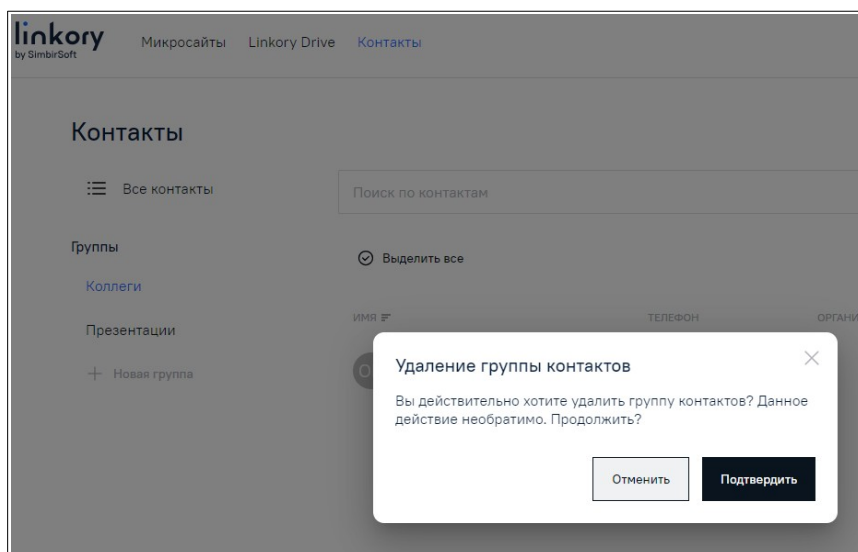 linkory
by SimbirSoft
Микросайты Linkory Drive Контакты
Контакты
Все контакты
Поиск по контактам
Группы
Выделить все
Коллеги
ИМЯ ТЕЛЕФОН
Презентации
Новая группа
Удаление группы контактов
Вы действительно хотите удалить группу контактов? Данное
действие необратимо. Продолжить?
Отменить Подтвердить